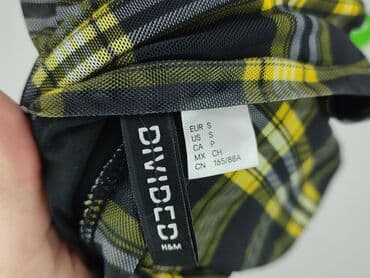 DIVIDED
H&M
EUR S
US S
CA P
MX CH
CN 165/88A